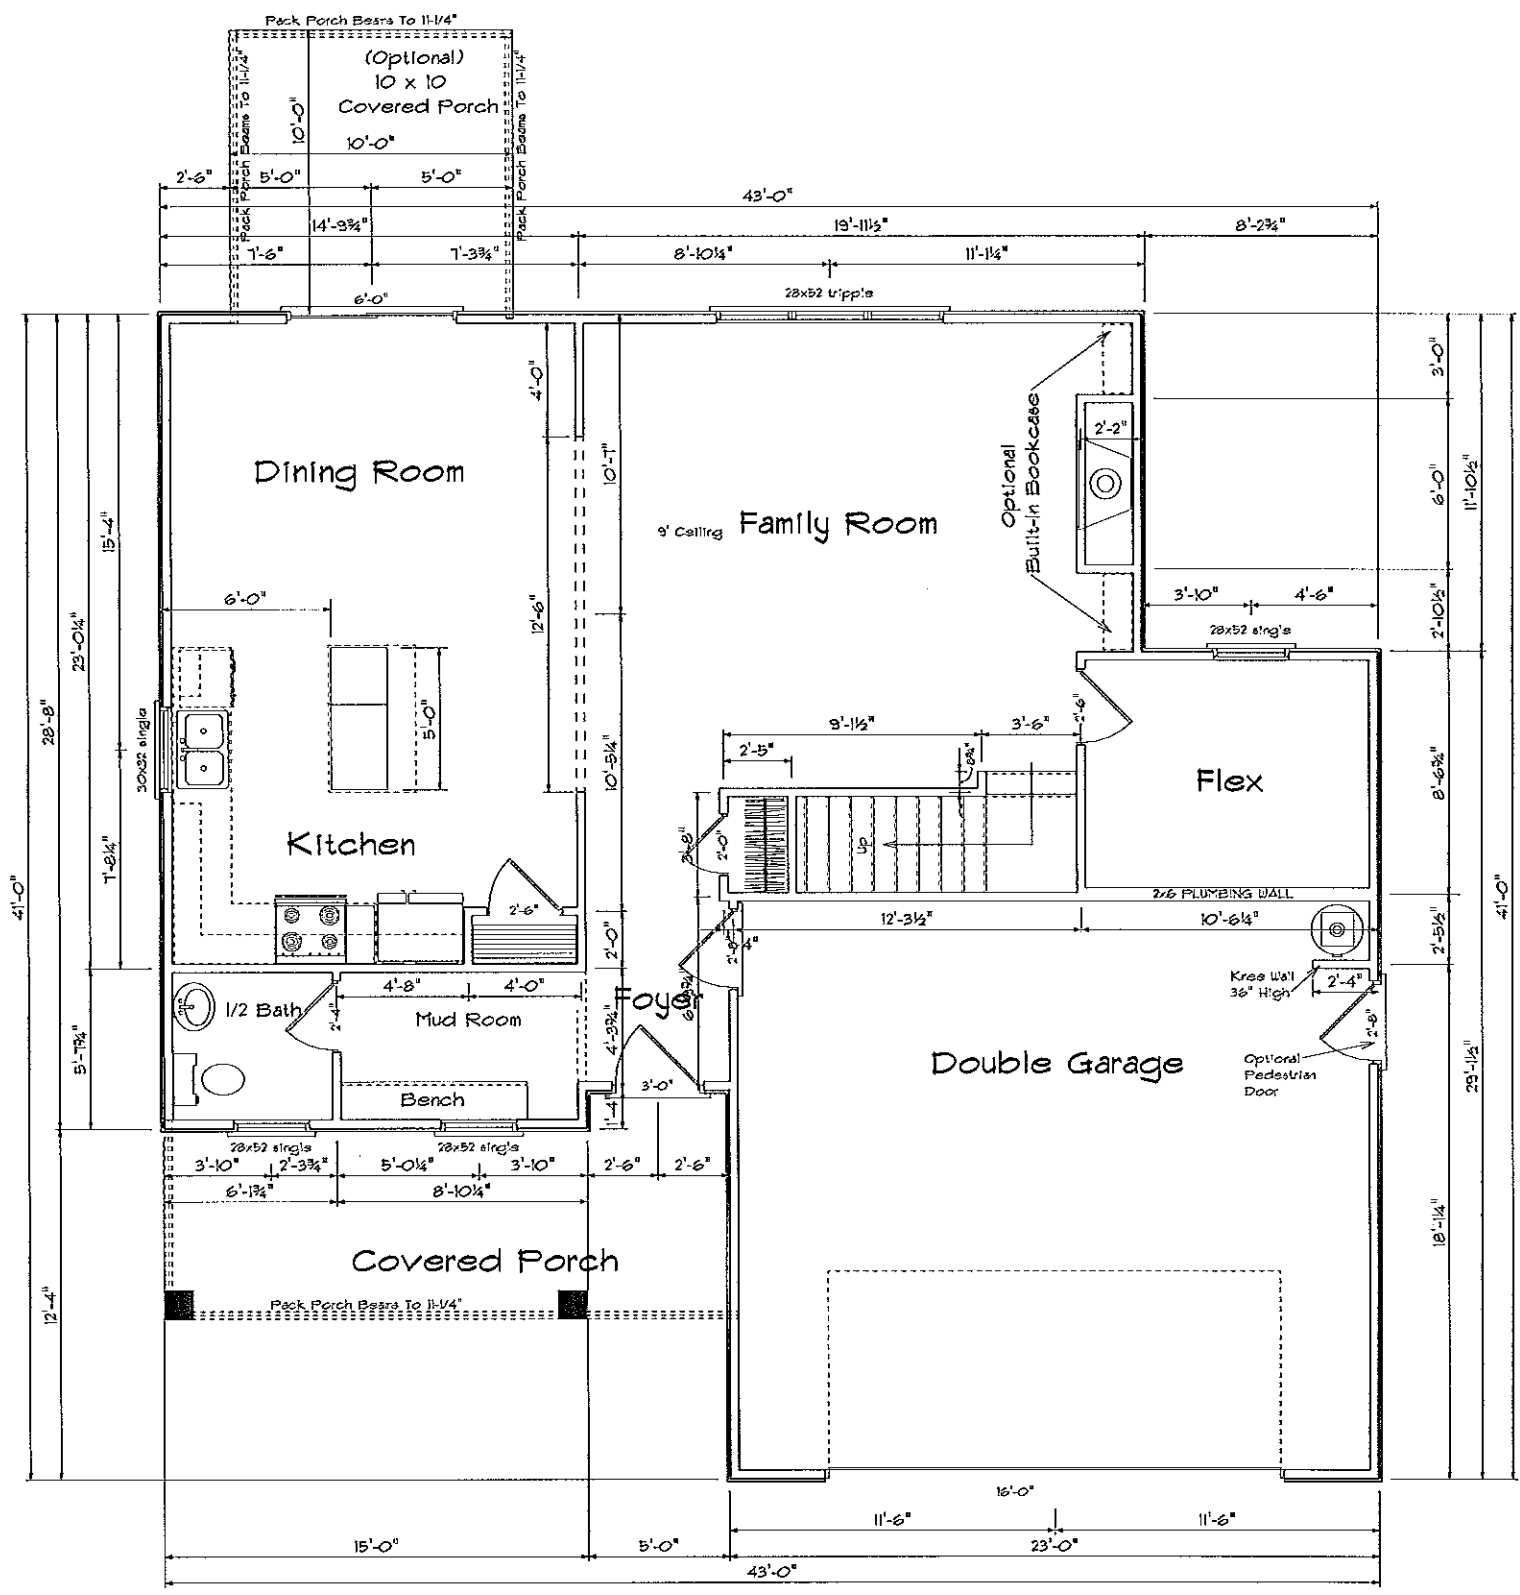 Pack Porch Beams To 11-1/4"
(Optional)
10 x 10
Covered Porch
Pack Porch Beams To 11-1/4"
Pack Porch Beams To 11-1/4"
10'-0"
10'-0"
2'-6" 5'-0" 5'-0"
43'-0"
14'-9¾" 19'-11½" 8'-2¾"
7'-6" 7'-3¾" 8'-10¼" 11'-1¼"
6'-0"
28x52 tripple
4'-0"
3'-0"
2'-2"
Dining Room
10'-7"
Optional
Built-In Bookcase
6'-0"
11'-10½"
15'-4"
9' Ceiling
Family Room
6'-0"
12'-6"
3'-10" 4'-6"
2'-10½"
28x52 single
23'-0¼"
28'-8"
30x32 single
5'-0"
10'-5¼"
9'-1½" 3'-6"
2'-6"
2'-5"
8¾"
Flex
8'-6¾"
Kitchen
7'-8¼"
3'-8"
2'-0"
Up
41'-0"
41'-0"
2x6 PLUMBING WALL
2'-6"
2'-0"
12'-3½" 10'-6¼"
2'-5½"
2'-8"
Knee Wall
36" High
2'-4"
4'-8" 4'-0"
Foyer
1/2 Bath
2'-4"
Mud Room
4'-3¾"
5'-7¾"
2'-8"
Double Garage
Optional
Pedestrian
Door
29'-1½"
3'-0"
Bench
1'-4"
28x52 single 28x52 single
3'-10" 2'-3¾" 5'-0¼" 3'-10" 2'-6" 2'-6"
6'-1¾" 8'-10¼"
18'-1¼"
Covered Porch
12'-4"
Pack Porch Beams To 11-1/4"
16'-0"
11'-6" 11'-6"
15'-0" 5'-0" 23'-0"
43'-0"